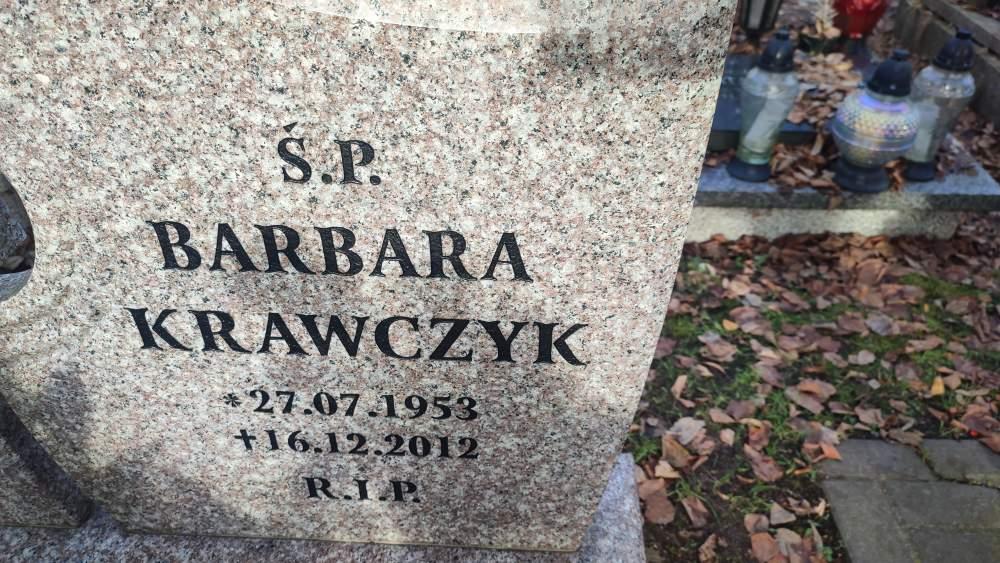 Ś.P.
BARBARA
KRAWCZYK
*27.07.1953
✝16.12.2012
R.I.P.